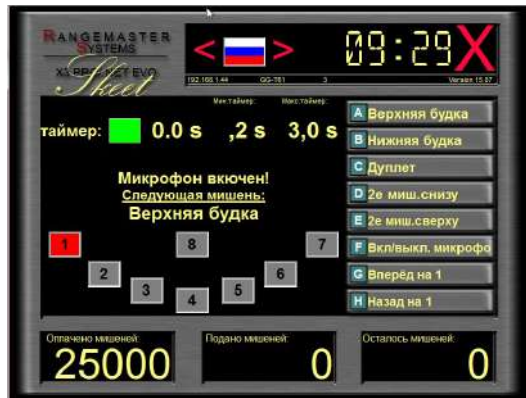 RANGEMASTER
SYSTEMS
Skeet
< >
09:29 X
192.168.1.44 GG-T61 3 Version 15.07
Мин.таймер: Макс.таймер:
таймер: 0.0 s ,2 s 3,0 s
Микрофон вкючен!
Следующая мишень:
Верхняя будка
1 8 7
2 6
3 5
4
A Верхняя будка
B Нижняя будка
C Дуплет
D 2е миш.снизу
E 2е миш.сверху
F Вкл/выкл. микрофо
G Вперёд на 1
H Назад на 1
Оплачено мишеней: Подано мишеней: Осталось мишеней:
25000 0 0